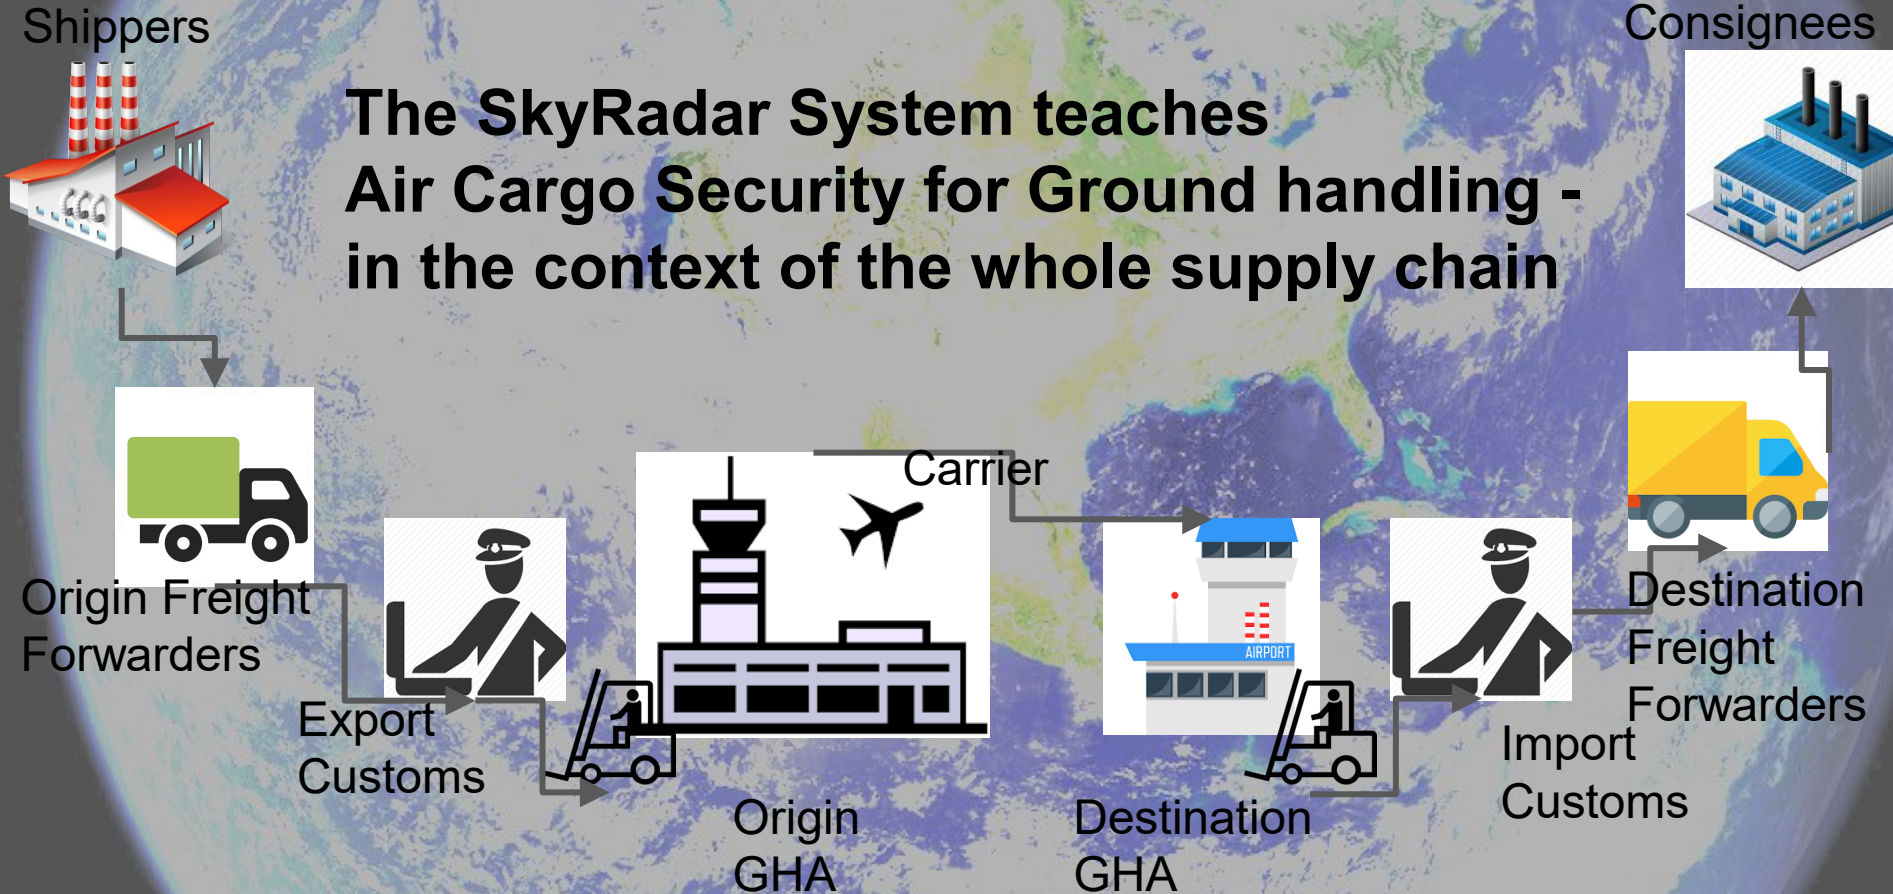 Shippers
Consignees
The SkyRadar System teaches
Air Cargo Security for Ground handling -
in the context of the whole supply chain
Carrier
AIRPORT
Origin Freight
Forwarders
Export
Customs
Origin
GHA
Destination
GHA
Import
Customs
Destination
Freight
Forwarders